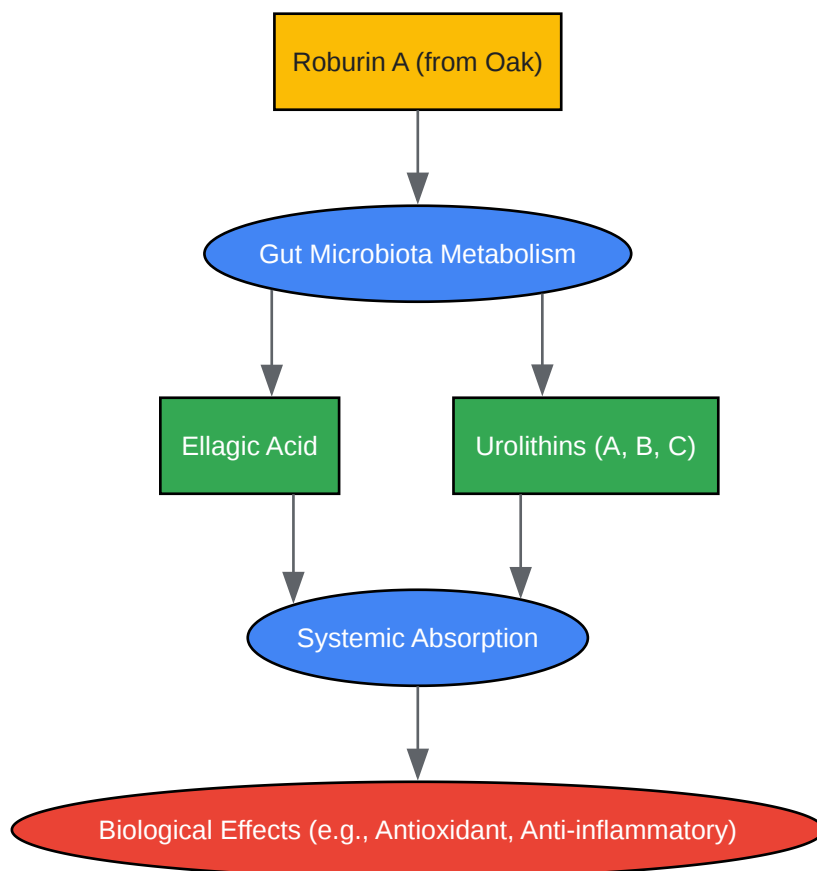 Roburin A (from Oak)
Gut Microbiota Metabolism
Ellagic Acid
Urolithins (A, B, C)
Systemic Absorption
Biological Effects (e.g., Antioxidant, Anti-inflammatory)